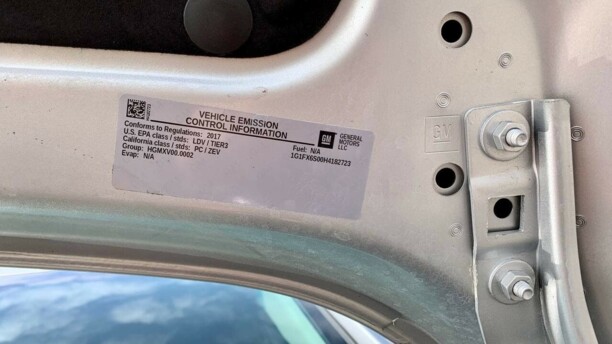 VEHICLE EMISSION
CONTROL INFORMATION
Conforms to Regulations: 2017
U.S. EPA class / stds: LDV / TIER3
California class / stds: PC / ZEV
Group: HGMXV00.0002
Evap: N/A
Fuel: N/A
1G1FX6S00H4182723
GM
GENERAL
MOTORS
LLC
GM